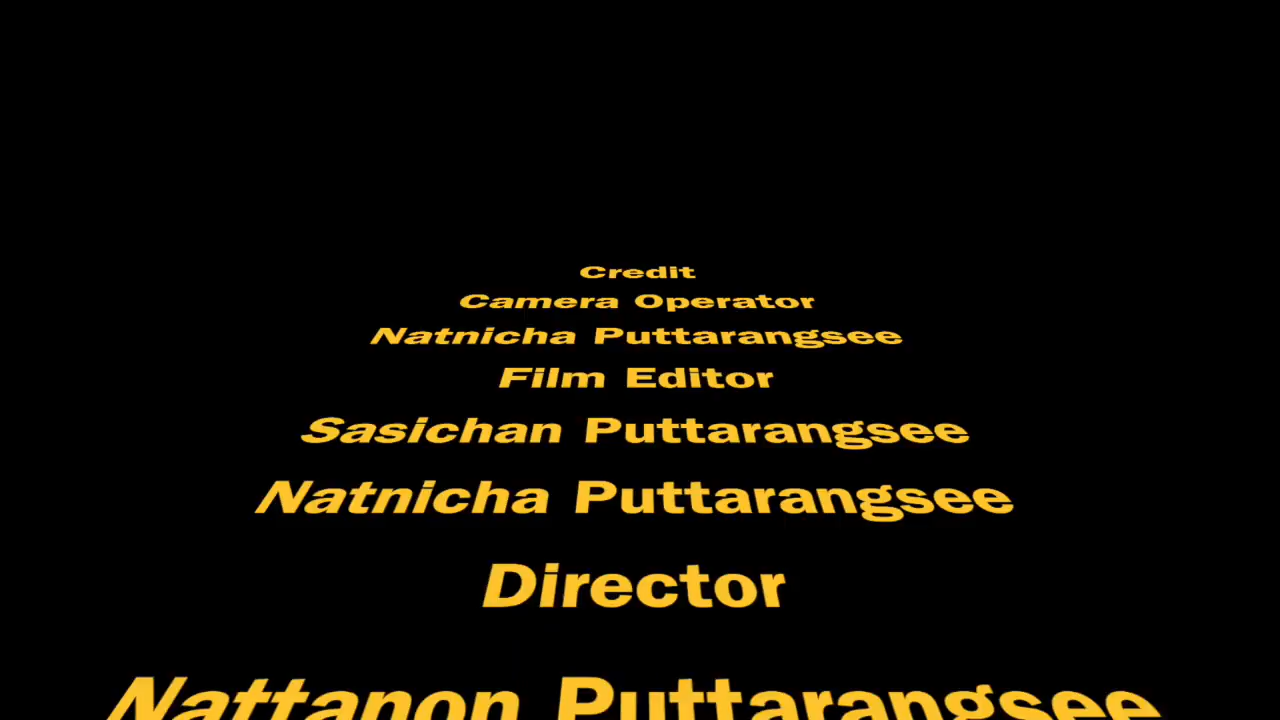 Credit
Camera Operator
Natnicha Puttarangsee
Film Editor
Sasichan Puttarangsee
Natnicha Puttarangsee
Director
Nattanon Puttarangsee